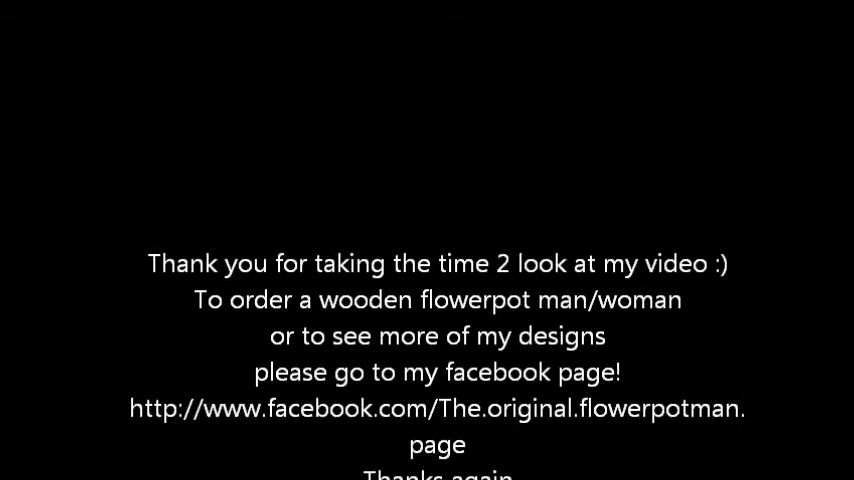 Thank you for taking the time 2 look at my video :)
To order a wooden flowerpot man/woman
or to see more of my designs
please go to my facebook page!
http://www.facebook.com/The.original.flowerpotman.
page
Thanks again